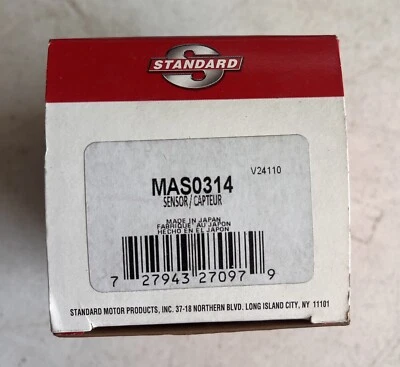 STANDARD
V24110
MAS0314
SENSOR / CAPTEUR
MADE IN JAPAN
FABRIQUE AU JAPON
HECHO EN EL JAPON
7 27943 27097 9
STANDARD MOTOR PRODUCTS, INC. 37-18 NORTHERN BLVD. LONG ISLAND CITY, NY 11101